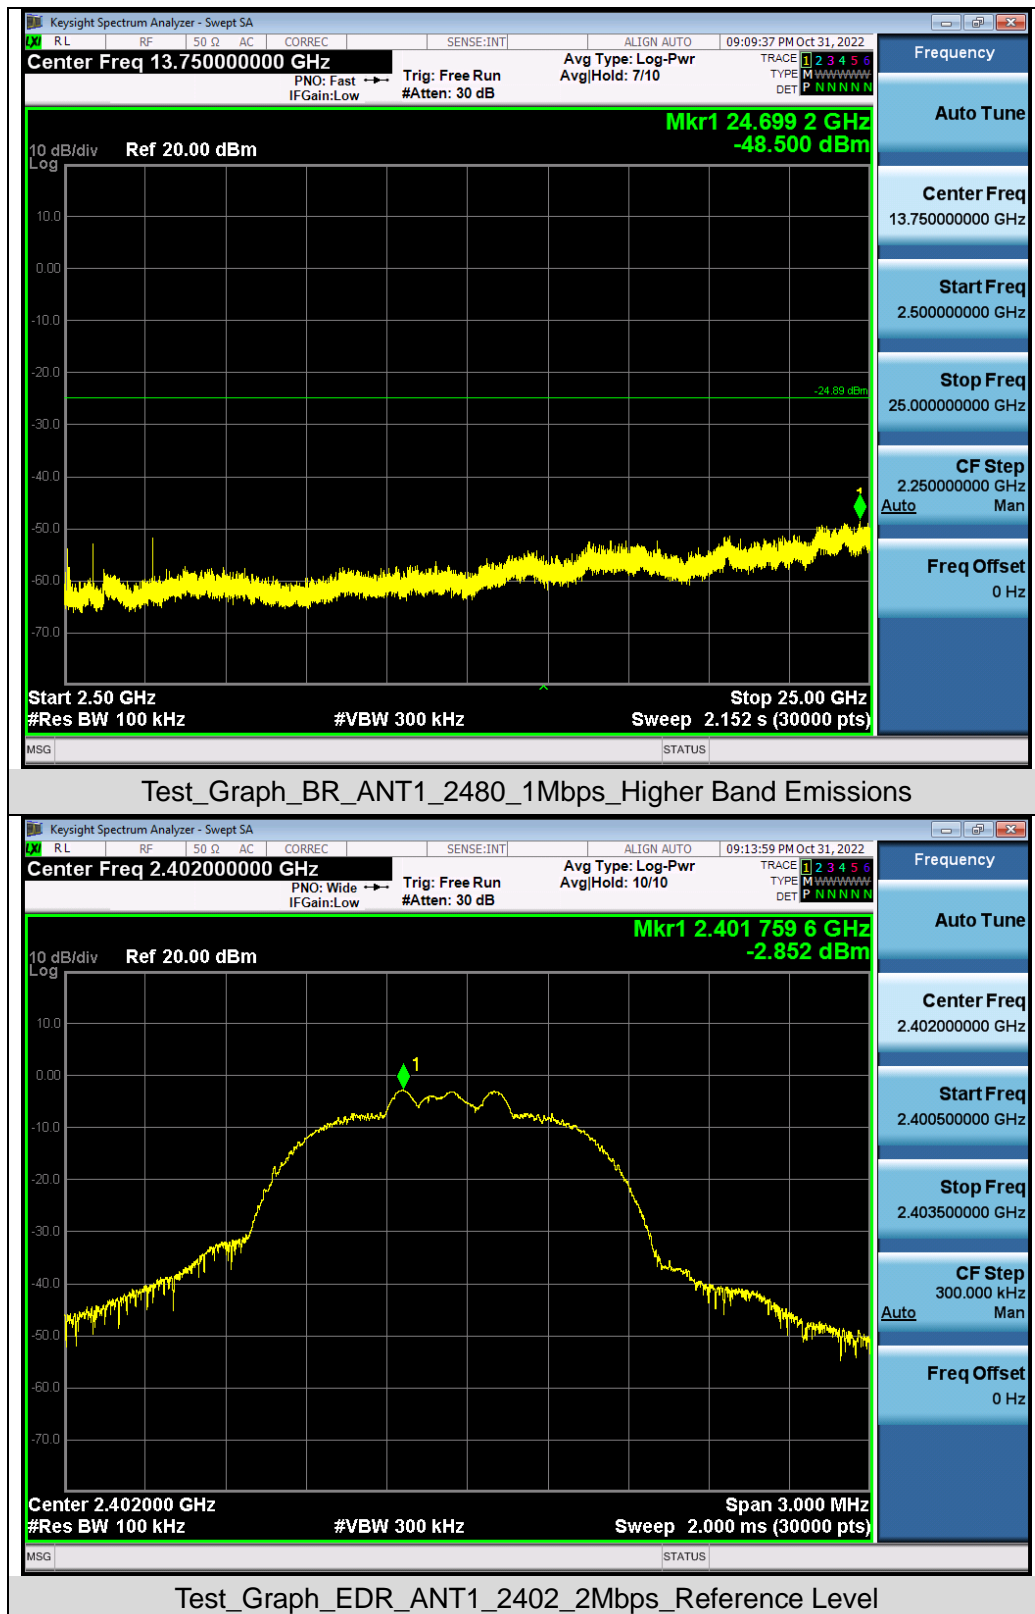 Keysight Spectrum Analyzer - Swept SA
LXI RL RF 50 Ω AC CORREC SENSE:INT ALIGN AUTO 09:09:37 PM Oct 31, 2022
Center Freq 13.750000000 GHz
PNO: Fast
IFGain:Low
Trig: Free Run
#Atten: 30 dB
Avg Type: Log-Pwr
Avg|Hold: 7/10
TRACE 1 2 3 4 5 6
TYPE M WWWWW
DET P N N N N N
Mkr1 24.699 2 GHz
-48.500 dBm
10 dB/div
Log
Ref 20.00 dBm
10.0
0.00
-10.0
-20.0
-24.89 dBm
-30.0
-40.0
1
-50.0
-60.0
-70.0
Start 2.50 GHz
Stop 25.00 GHz
#Res BW 100 kHz
#VBW 300 kHz
Sweep 2.152 s (30000 pts)
MSG
STATUS
Frequency
Auto Tune
Center Freq
13.750000000 GHz
Start Freq
2.500000000 GHz
Stop Freq
25.000000000 GHz
CF Step
2.250000000 GHz
Auto Man
Freq Offset
0 Hz
Test_Graph_BR_ANT1_2480_1Mbps_Higher Band Emissions
Keysight Spectrum Analyzer - Swept SA
LXI RL RF 50 Ω AC CORREC SENSE:INT ALIGN AUTO 09:13:59 PM Oct 31, 2022
Center Freq 2.402000000 GHz
PNO: Wide
IFGain:Low
Trig: Free Run
#Atten: 30 dB
Avg Type: Log-Pwr
Avg|Hold: 10/10
TRACE 1 2 3 4 5 6
TYPE M WWWWW
DET P N N N N N
Mkr1 2.401 759 6 GHz
-2.852 dBm
10 dB/div
Log
Ref 20.00 dBm
10.0
1
0.00
-10.0
-20.0
-30.0
-40.0
-50.0
-60.0
-70.0
Center 2.402000 GHz
Span 3.000 MHz
#Res BW 100 kHz
#VBW 300 kHz
Sweep 2.000 ms (30000 pts)
MSG
STATUS
Frequency
Auto Tune
Center Freq
2.402000000 GHz
Start Freq
2.400500000 GHz
Stop Freq
2.403500000 GHz
CF Step
300.000 kHz
Auto Man
Freq Offset
0 Hz
Test_Graph_EDR_ANT1_2402_2Mbps_Reference Level